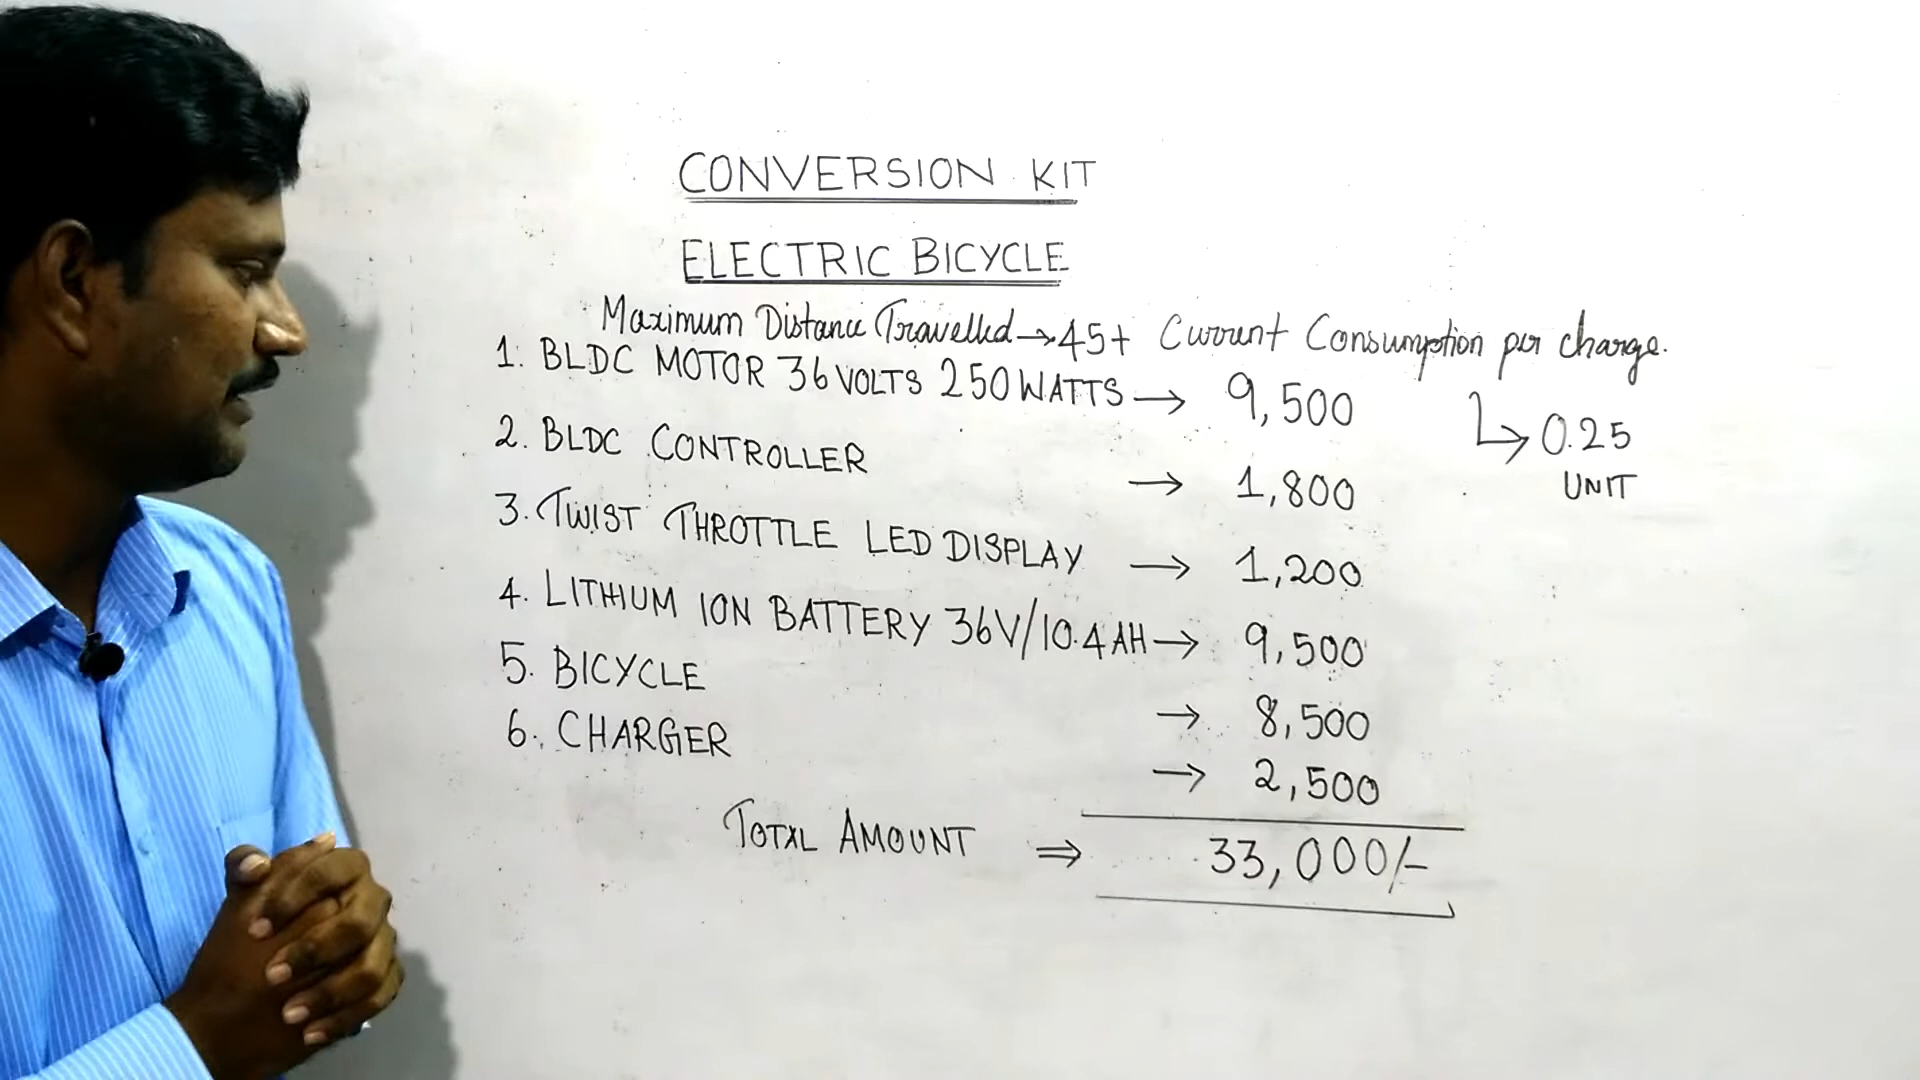 CONVERSION KIT
ELECTRIC BICYCLE
Maximum Distance Travelled → 45+ Current Consumption per charge.
↳ 0.25
UNIT
1. BLDC MOTOR 36 VOLTS 250 WATTS → 9,500
2. BLDC CONTROLLER → 1,800
3. TWIST THROTTLE LED DISPLAY → 1,200
4. LITHIUM ION BATTERY 36V/10.4 AH → 9,500
5. BICYCLE → 8,500
6. CHARGER → 2,500
TOTAL AMOUNT ⇒ 33,000/-